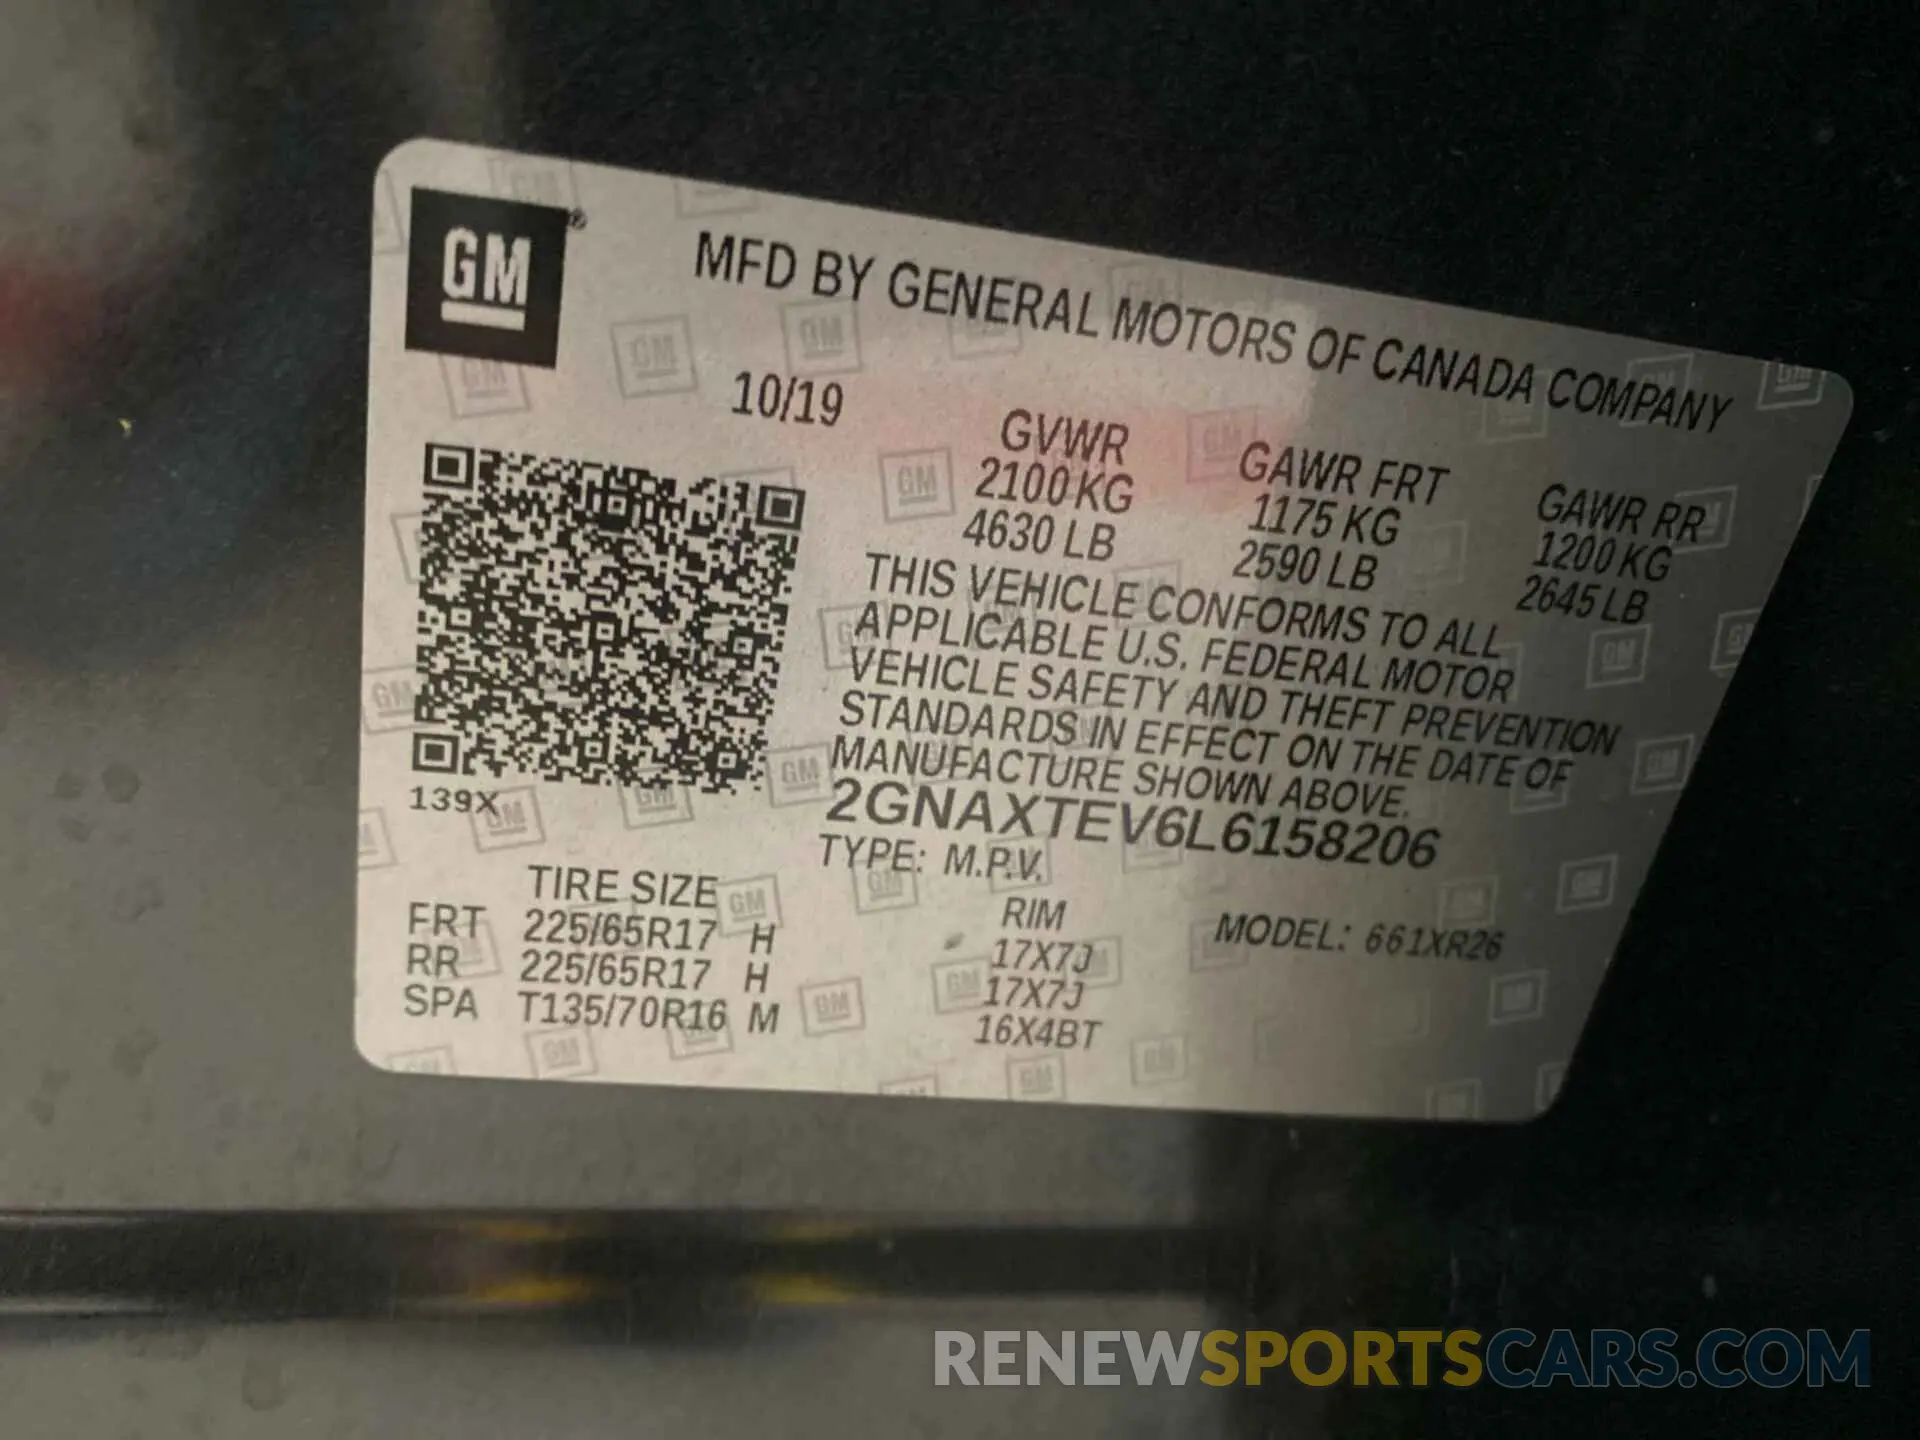 GM ®
MFD BY GENERAL MOTORS OF CANADA COMPANY
10/19
GVWR GAWR FRT GAWR RR
2100 KG 1175 KG 1200 KG
4630 LB 2590 LB 2645 LB
THIS VEHICLE CONFORMS TO ALL
APPLICABLE U.S. FEDERAL MOTOR
VEHICLE SAFETY AND THEFT PREVENTION
STANDARDS IN EFFECT ON THE DATE OF
MANUFACTURE SHOWN ABOVE.
139X
2GNAXTEV6L6158206
TYPE: M.P.V.
MODEL: 661XR26
TIRE SIZE RIM
FRT 225/65R17 H 17X7J
RR 225/65R17 H 17X7J
SPA T135/70R16 M 16X4BT
RENEWSPORTSCARS.COM